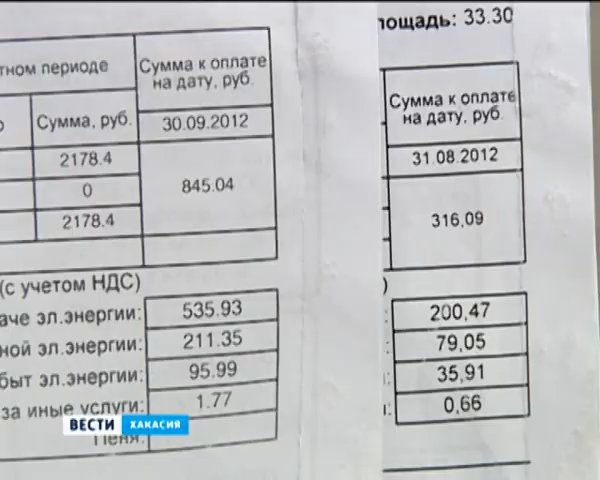 лощадь: 33.30
тном периоде
Сумма к оплате
на дату, руб.
Сумма, руб.
30.09.2012
2178.4
0
2178.4
845.04
(с учетом НДС)
аче эл.энергии: 535.93
ной эл.энергии: 211.35
быт эл.энергии: 95.99
за иные услуги: 1.77
Пеня:
Сумма к оплате
на дату, руб.
31.08.2012
316,09
)
200,47
79,05
35,91
0,66
ВЕСТИ ХАКАСИЯ